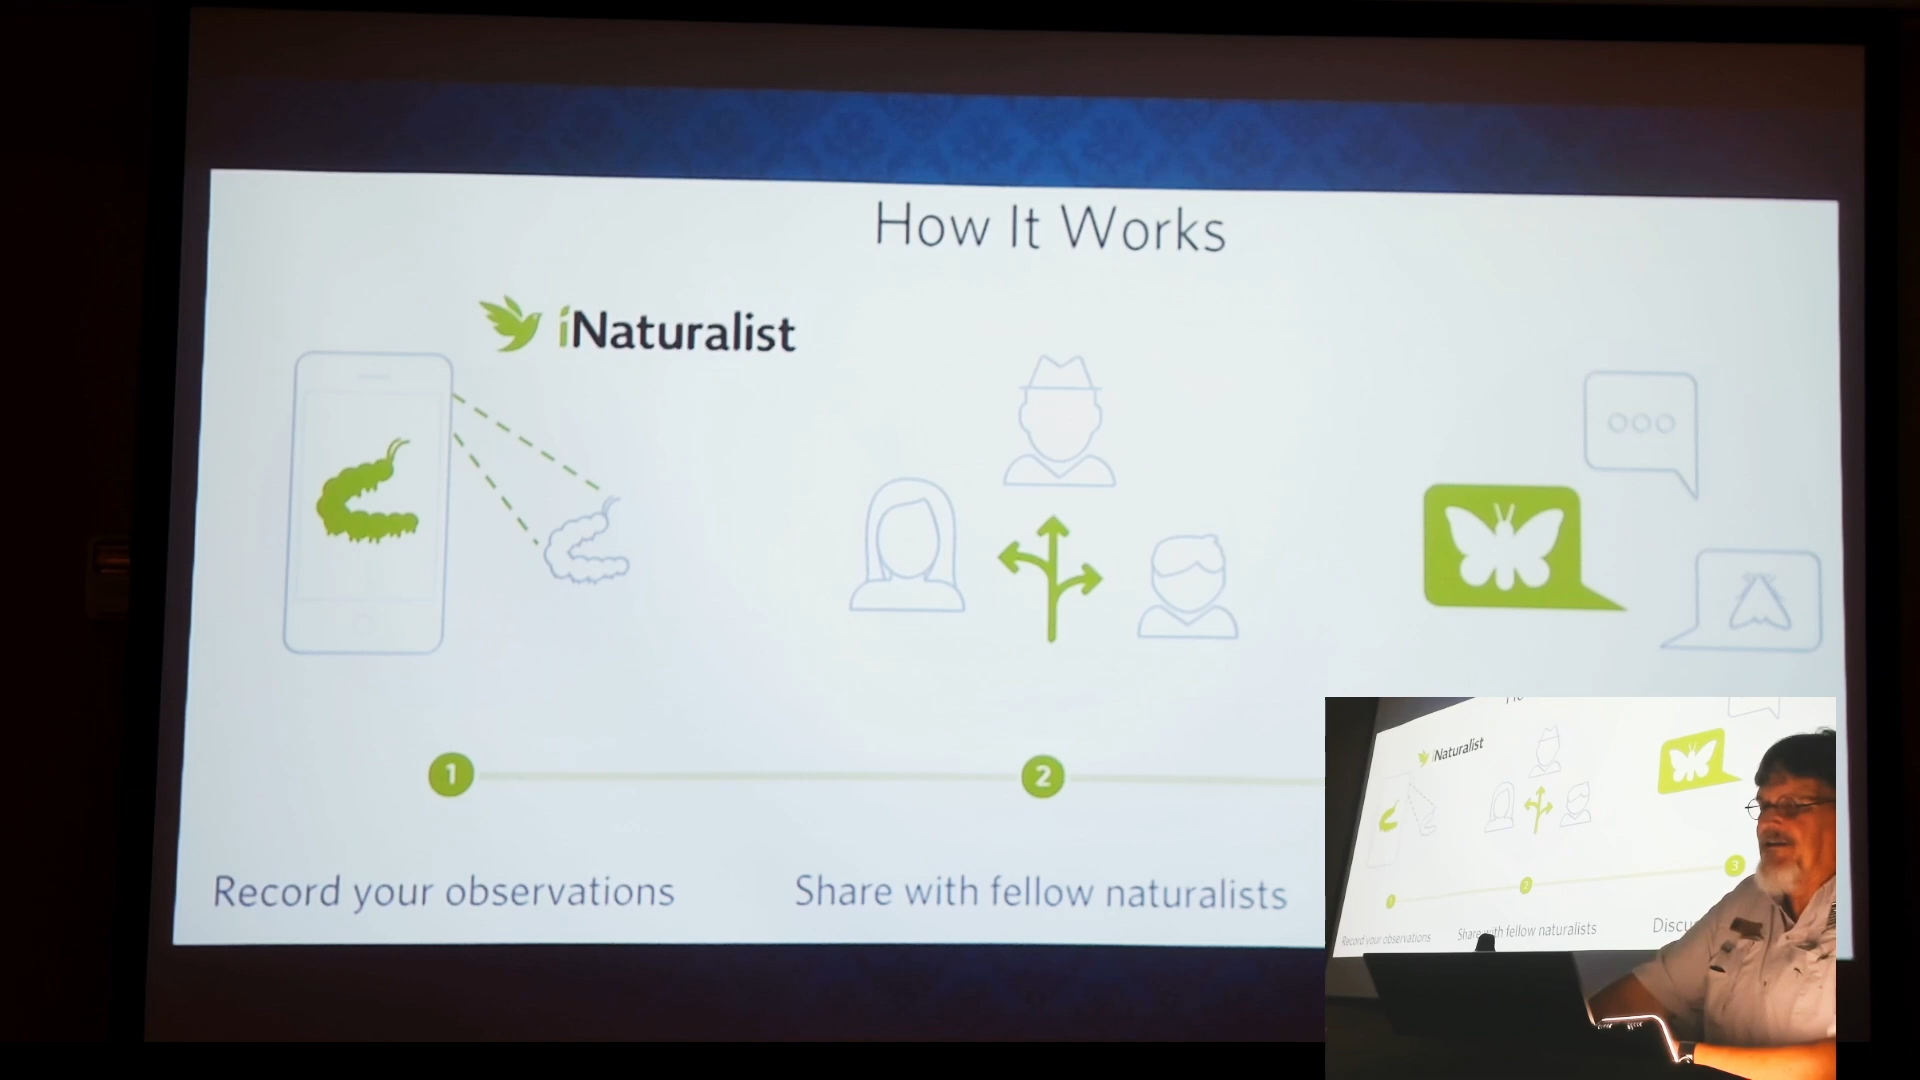 How It Works
iNaturalist
1
2
Record your observations
Share with fellow naturalists
iNaturalist
3
2
1
Record your observations
Share with fellow naturalists
Discu